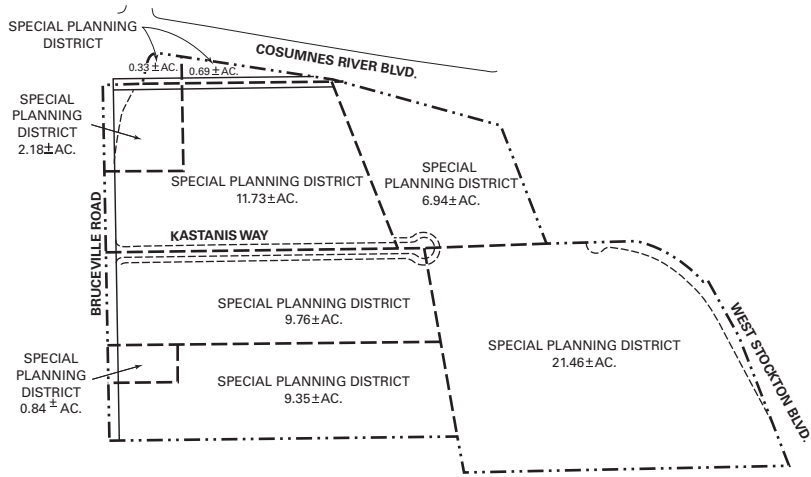 SPECIAL PLANNING
DISTRICT
COSUMNES RIVER BLVD.
0.33±AC.
0.69±AC.
SPECIAL
PLANNING
DISTRICT
2.18±AC.
SPECIAL
PLANNING DISTRICT
6.94±AC.
SPECIAL PLANNING DISTRICT
11.73±AC.
BRUCEVILLE ROAD
KASTANIS WAY
SPECIAL PLANNING DISTRICT
9.76±AC.
WEST STOCKTON BLVD.
SPECIAL PLANNING DISTRICT
21.46±AC.
SPECIAL
PLANNING
DISTRICT
0.84 ± AC.
SPECIAL PLANNING DISTRICT
9.35±AC.